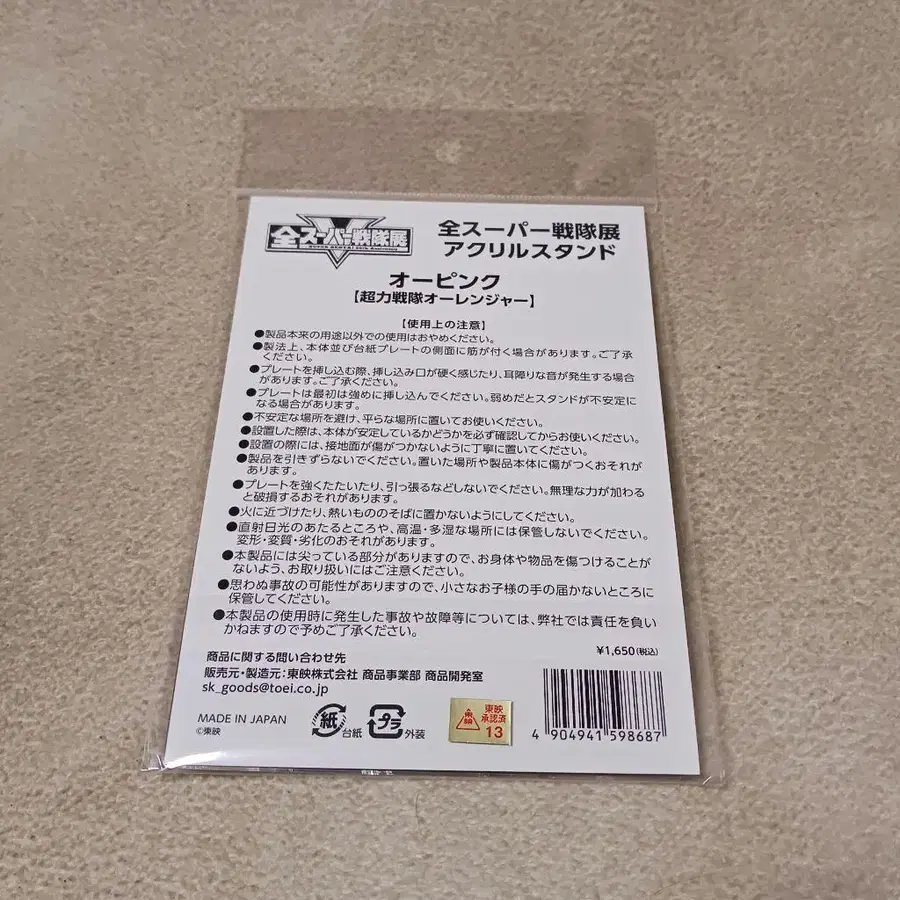 全スーパー戦隊展
全スーパー戦隊展
アクリルスタンド
オーピンク
【超力戦隊オーレンジャー】
【使用上の注意】
●製品本来の用途以外での使用はおやめください。
●製法上、本体並び台紙プレートの側面に筋が付く場合があります。ご了承
ください。
●プレートを挿し込む際、挿し込み口が硬く感じたり、耳障りな音が発生する場合
があります。ご了承ください。
●プレートは最初は強めに挿し込んでください。弱めだとスタンドが不安定に
なる場合があります。
●不安定な場所を避け、平らな場所に置いてお使いください。
●設置した際は、本体が安定しているかどうかを必ず確認してからお使いください。
●設置の際には、接地面が傷がつかないように丁寧に置いてください。
●製品を引きずらないでください。置いた場所や製品本体に傷がつくおそれが
あります。
●プレートを強くたたいたり、引っ張るなどしないでください。無理な力が加わる
と破損するおそれがあります。
●火に近づけたり、熱いもののそばに置かないようにしてください。
●直射日光のあたるところや、高温・多湿な場所には保管しないでください。
変形・変質・劣化のおそれがあります。
●本製品には尖っている部分がありますので、お身体や物品を傷つけることが
ないよう、お取り扱いにはご注意ください。
●思わぬ事故の可能性がありますので、小さなお子様の手の届かないところに
保管してください。
●本製品の使用時に発生した事故や故障等については、弊社では責任を負い
かねますので予めご了承ください。
¥1,650(税込)
商品に関する問い合わせ先
販売元・製造元:東映株式会社 商品事業部 商品開発室
sk_goods@toei.co.jp
MADE IN JAPAN
©東映
紙 台紙
プラ 外装
東映
東映
承認済
13
4 904941 598687